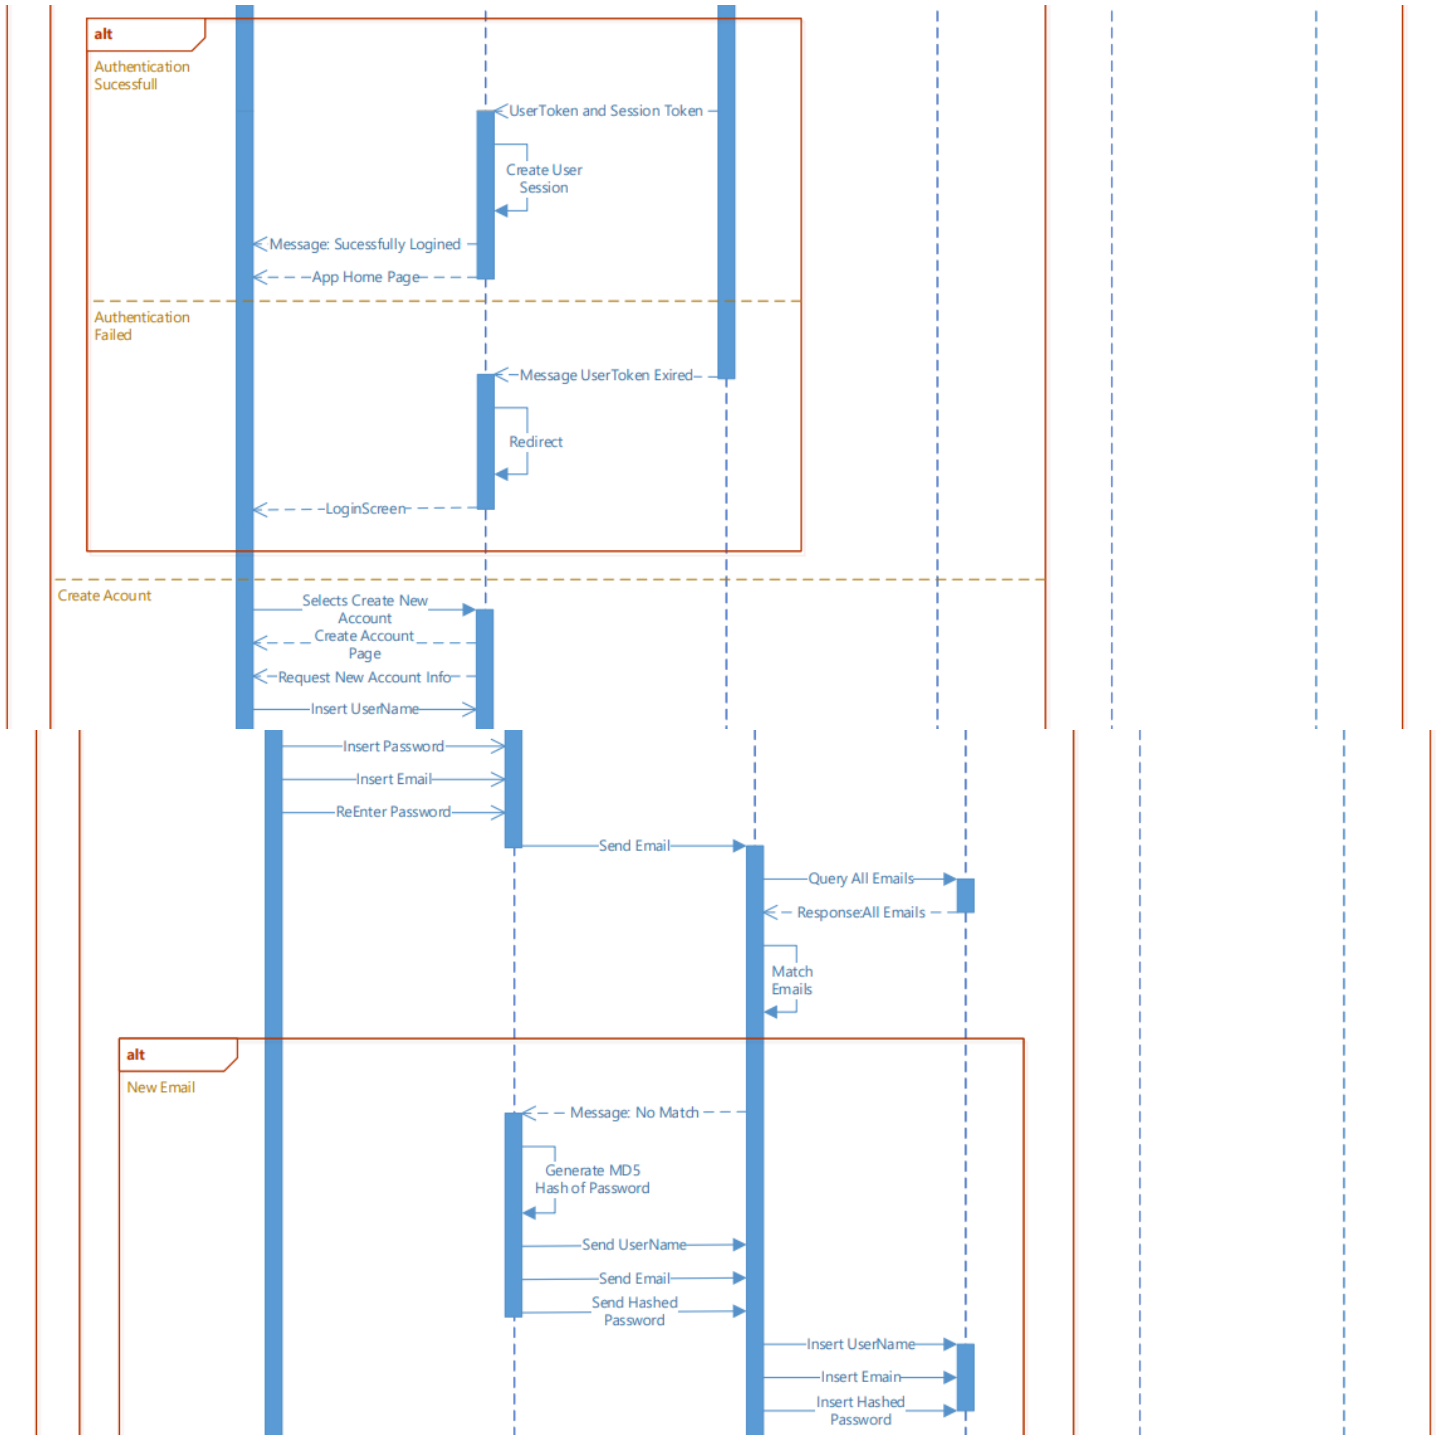 alt
Authentication
Sucessfull
UserToken and Session Token
Create User
Session
Message: Sucessfully Logined
App Home Page
Authentication
Failed
Message UserToken Exired
Redirect
LoginScreen
Create Acount
Selects Create New
Account
Create Account
Page
Request New Account Info
Insert UserName
Insert Password
Insert Email
ReEnter Password
Send Email
Query All Emails
Response:All Emails
Match
Emails
alt
New Email
Message: No Match
Generate MD5
Hash of Password
Send UserName
Send Email
Send Hashed
Password
Insert UserName
Insert Emain
Insert Hashed
Password